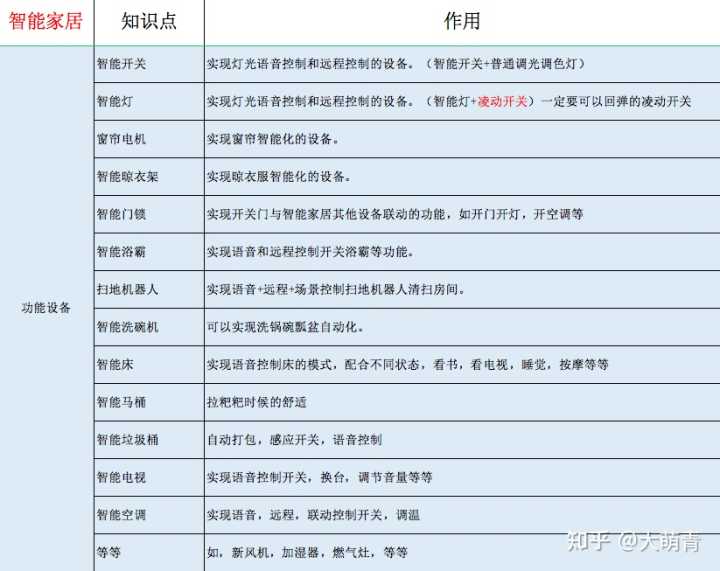 智能家居 知识点 作用
智能开关 实现灯光语音控制和远程控制的设备。（智能开关+普通调光调色灯）
智能灯 实现灯光语音控制和远程控制的设备。（智能灯+凌动开关）一定要可以回弹的凌动开关
窗帘电机 实现窗帘智能化的设备。
智能晾衣架 实现晾衣服智能化的设备。
智能门锁 实现开关门与智能家居其他设备联动的功能，如开门开灯，开空调等
智能浴霸 实现语音和远程控制开关浴霸等功能。
扫地机器人 实现语音+远程+场景控制扫地机器人清扫房间。
功能设备
智能洗碗机 可以实现洗锅碗瓢盆自动化。
智能床 实现语音控制床的模式，配合不同状态，看书，看电视，睡觉，按摩等等
智能马桶 拉粑粑时候的舒适
智能垃圾桶 自动打包，感应开关，语音控制
智能电视 实现语音控制开关，换台，调节音量等等
智能空调 实现语音，远程，联动控制开关，调温
等等 如，新风机，加湿器，燃气灶，等等
知乎 @大萌青